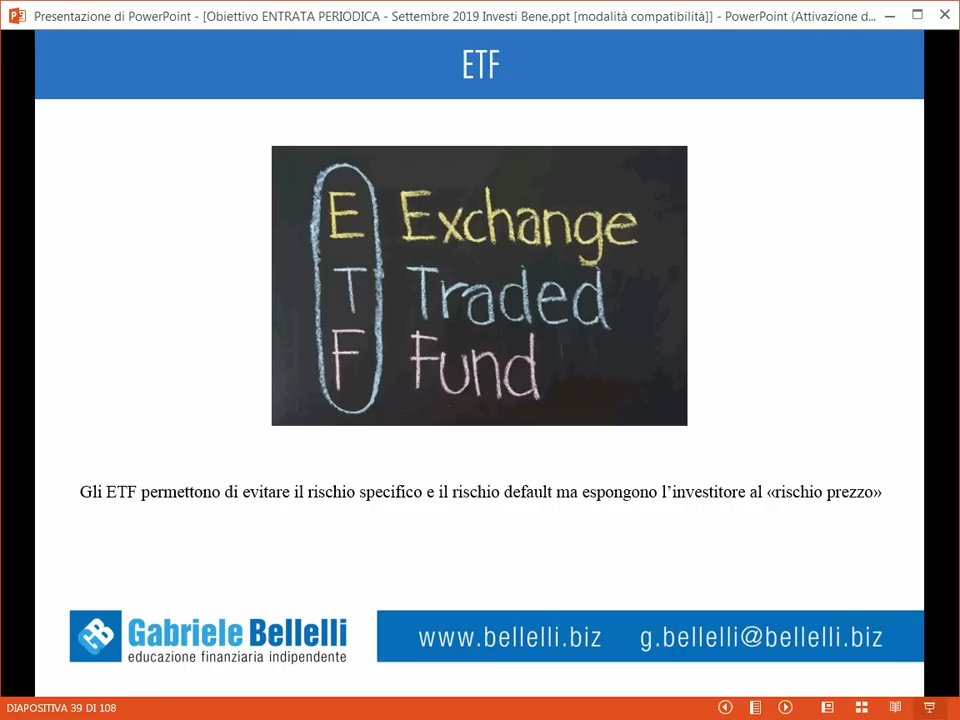 Presentazione di PowerPoint - [Obiettivo ENTRATA PERIODICA - Settembre 2019 Investi Bene.ppt [modalità compatibilità]] - PowerPoint (Attivazione d...
ETF
E Exchange
T Traded
F Fund
Gli ETF permettono di evitare il rischio specifico e il rischio default ma espongono l’investitore al «rischio prezzo»
GB Gabriele Bellelli
educazione finanziaria indipendente
www.bellelli.biz g.bellelli@bellelli.biz
DIAPOSITIVA 39 DI 108